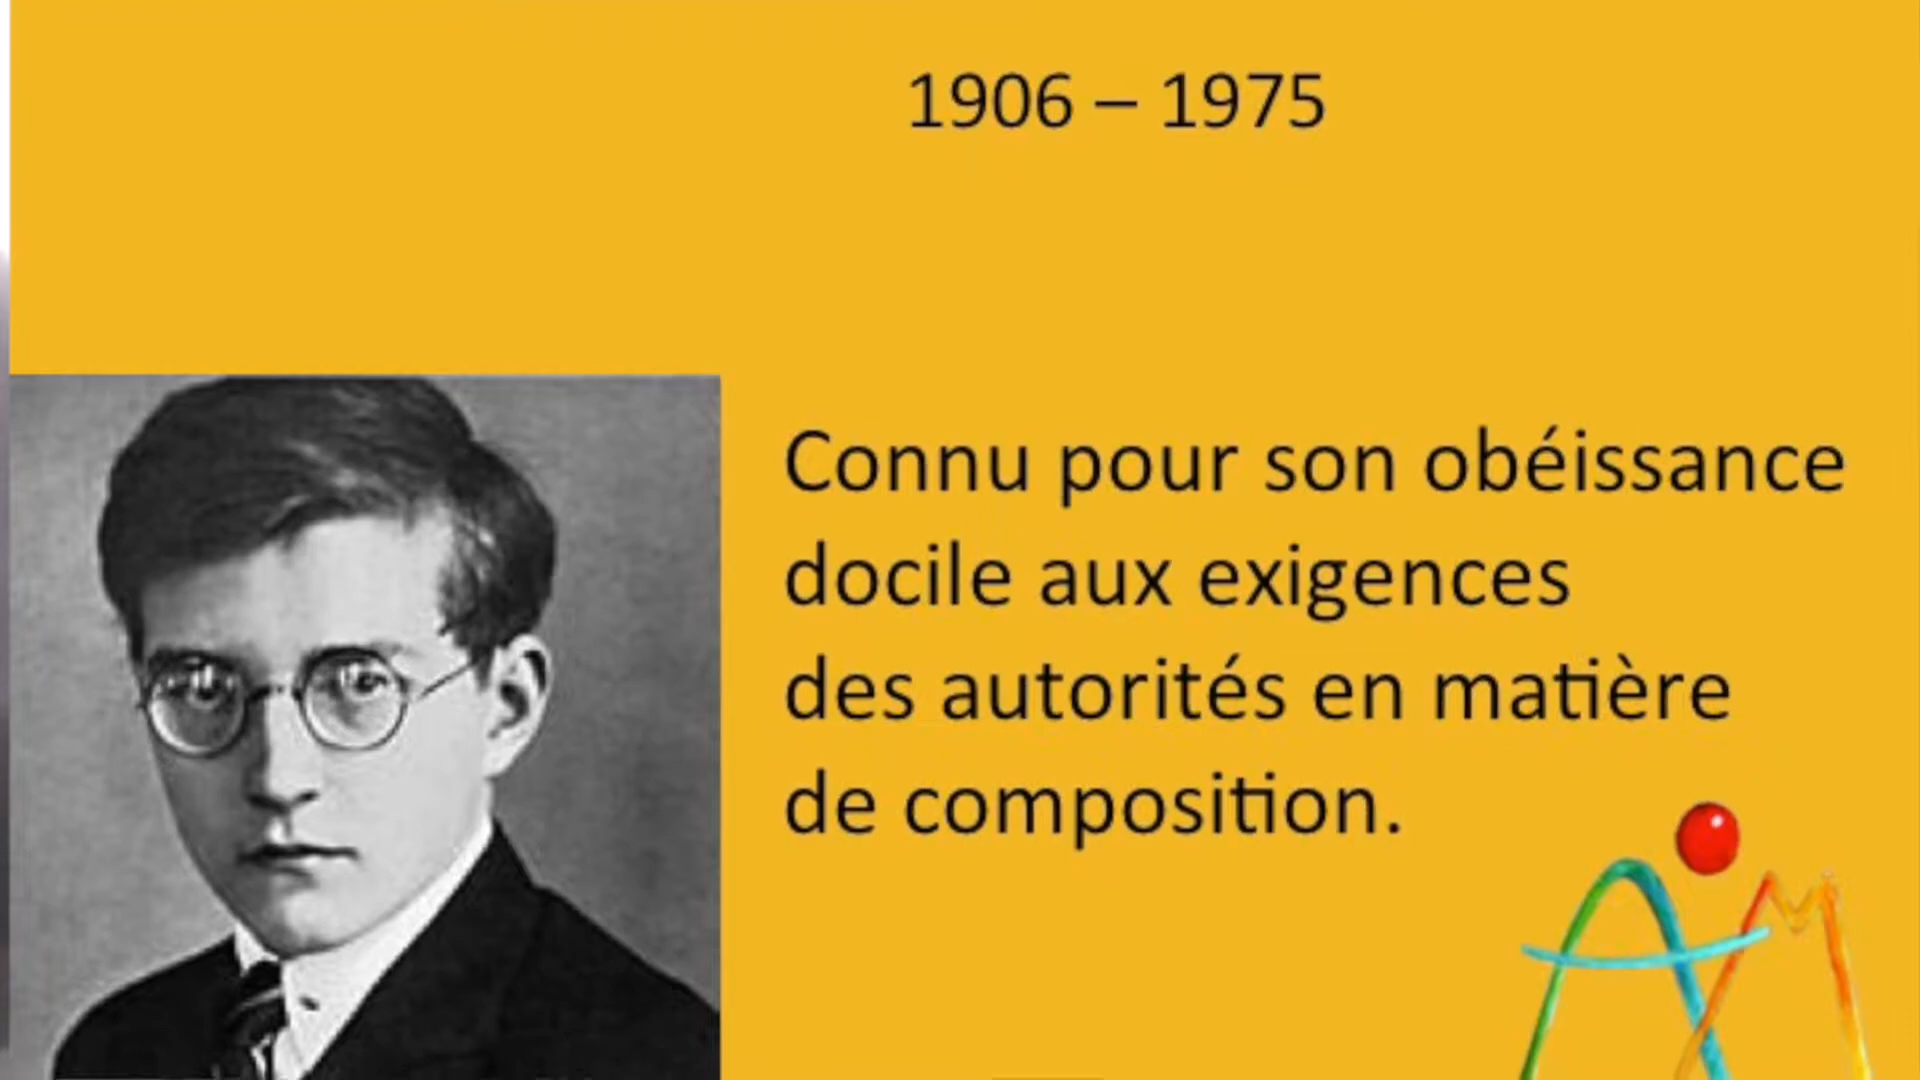 1906 – 1975
Connu pour son obéissance
docile aux exigences
des autorités en matière
de composition.